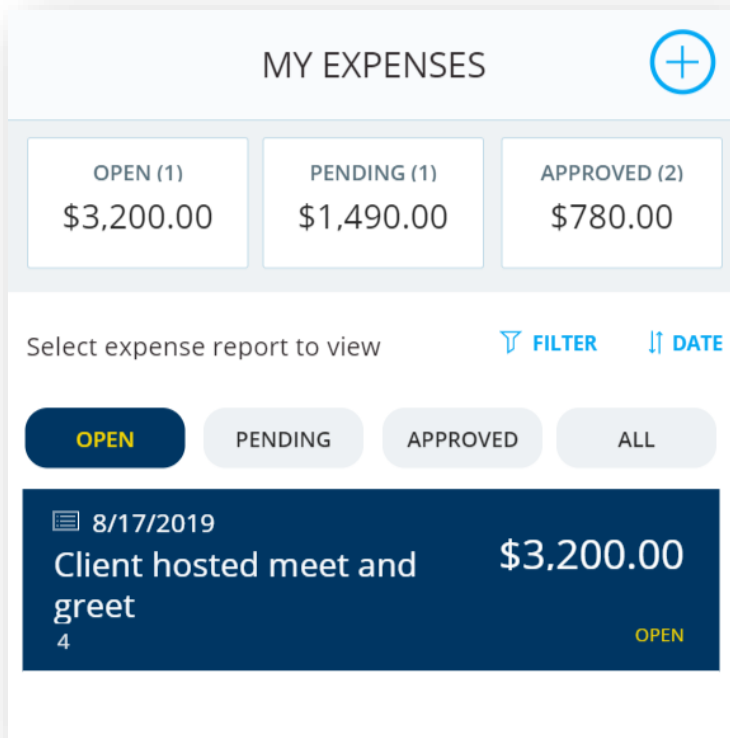 MY EXPENSES
OPEN (1) PENDING (1) APPROVED (2)
$3,200.00 $1,490.00 $780.00
Select expense report to view FILTER DATE
OPEN PENDING APPROVED ALL
8/17/2019
Client hosted meet and
greet
$3,200.00
4
OPEN